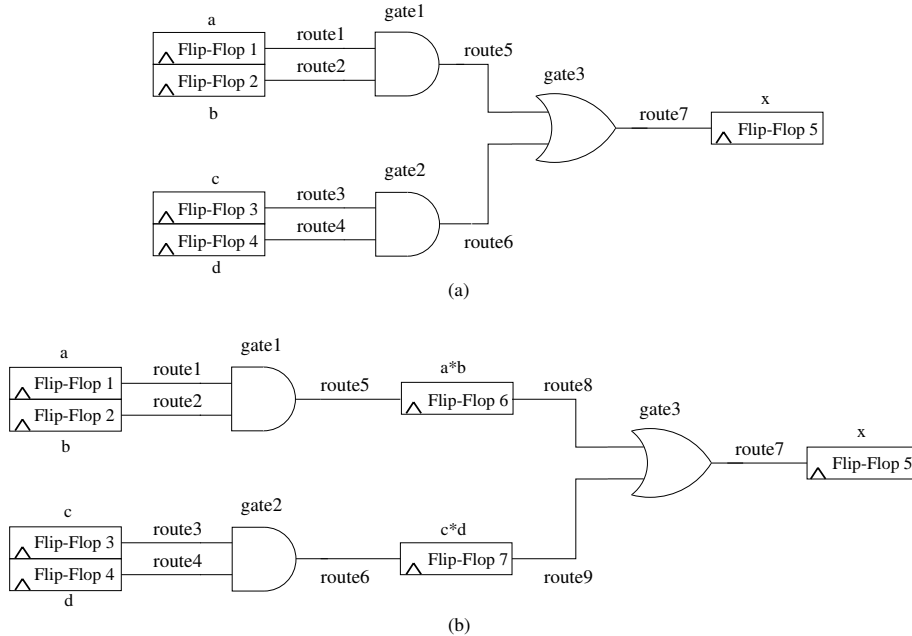 a
gate1
Flip-Flop 1
route1
route5
Flip-Flop 2
route2
gate3
b
route7
x
Flip-Flop 5
c
gate2
Flip-Flop 3
route3
Flip-Flop 4
route4
route6
d
(a)
a
gate1
Flip-Flop 1
route1
route5
a*b
route8
Flip-Flop 2
route2
Flip-Flop 6
gate3
b
route7
x
Flip-Flop 5
c
gate2
Flip-Flop 3
route3
c*d
Flip-Flop 4
route4
route6
Flip-Flop 7
route9
d
(b)